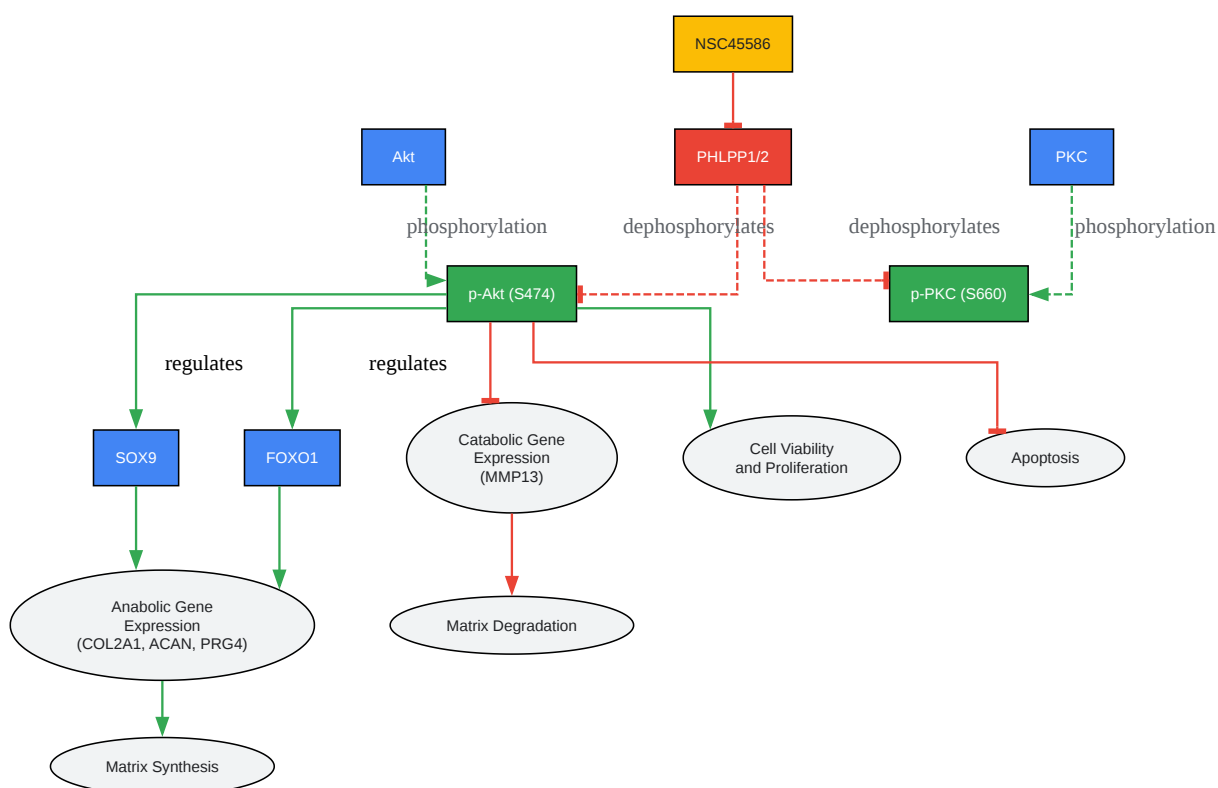 NSC45586
Akt
PHLPP1/2
PKC
phosphorylation
dephosphorylates
dephosphorylates
phosphorylation
p-Akt (S474)
p-PKC (S660)
regulates
regulates
SOX9
FOXO1
Catabolic Gene
Expression
(MMP13)
Cell Viability
and Proliferation
Apoptosis
Anabolic Gene
Expression
(COL2A1, ACAN, PRG4)
Matrix Degradation
Matrix Synthesis